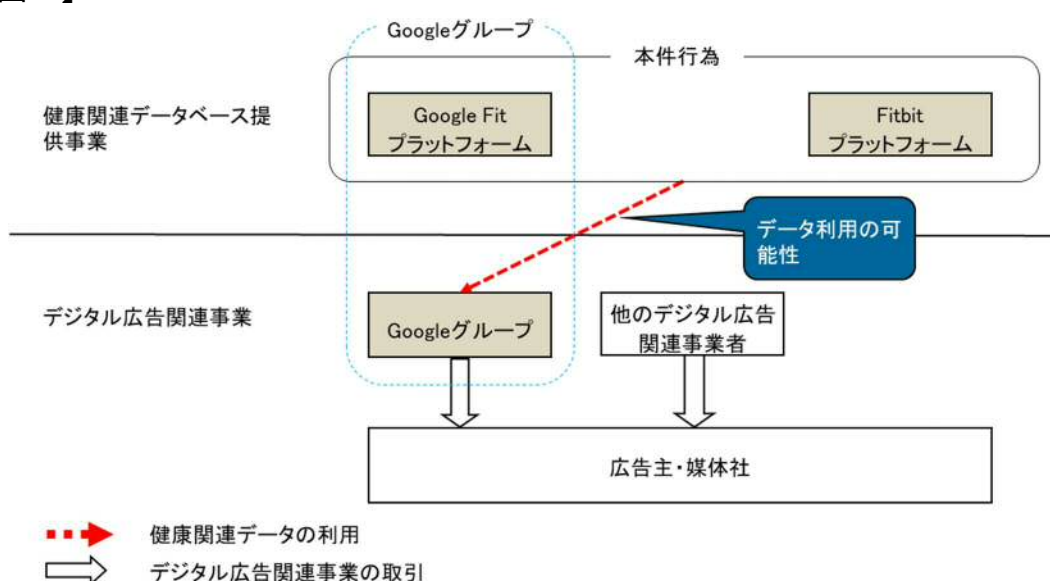 Googleグループ
本件行為
健康関連データベース提
供事業
Google Fit
プラットフォーム
Fitbit
プラットフォーム
データ利用の可
能性
デジタル広告関連事業
Googleグループ
他のデジタル広告
関連事業者
広告主・媒体社
健康関連データの利用
デジタル広告関連事業の取引